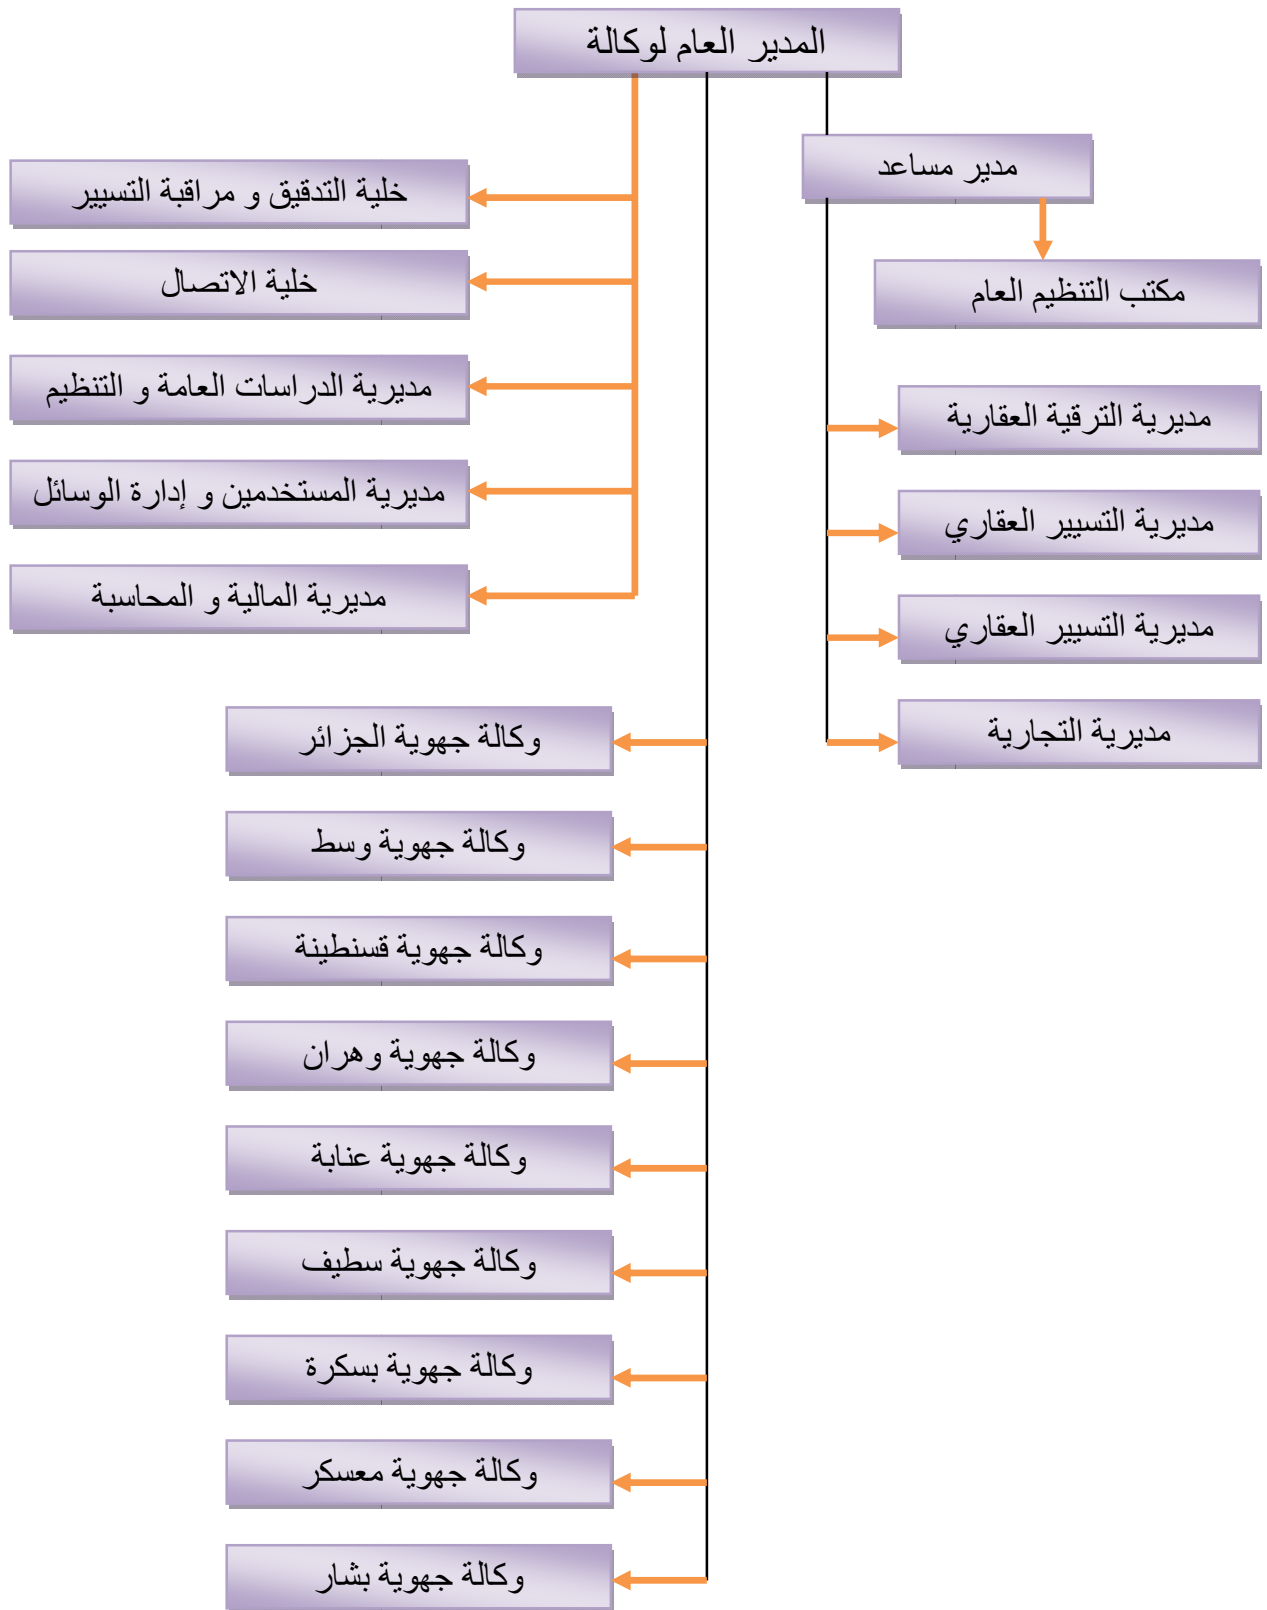 المدير العام لوكالة
مدير مساعد
مكتب التنظيم العام
مديرية الترقية العقارية
مديرية التسيير العقاري
مديرية التسيير العقاري
مديرية التجارية
خلية التدقيق و مراقبة التسيير
خلية الاتصال
مديرية الدراسات العامة و التنظيم
مديرية المستخدمين و إدارة الوسائل
مديرية المالية و المحاسبة
وكالة جهوية الجزائر
وكالة جهوية وسط
وكالة جهوية قسنطينة
وكالة جهوية وهران
وكالة جهوية عنابة
وكالة جهوية سطيف
وكالة جهوية بسكرة
وكالة جهوية معسكر
وكالة جهوية بشار